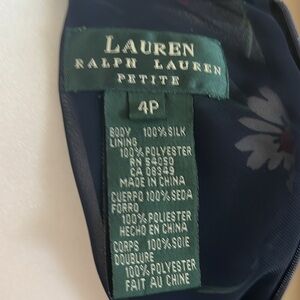 LAUREN
RALPH LAUREN
PETITE
4P
BODY 100% SILK
LINING
100% POLYESTER
RN 54050
CA 08349
MADE IN CHINA
CUERPO 100% SEDA
FORRO
100% POLIESTER
HECHO EN CHINA
CORPS 100% SOIE
DOUBLURE
100% POLYESTER
FAIT AU CHINE